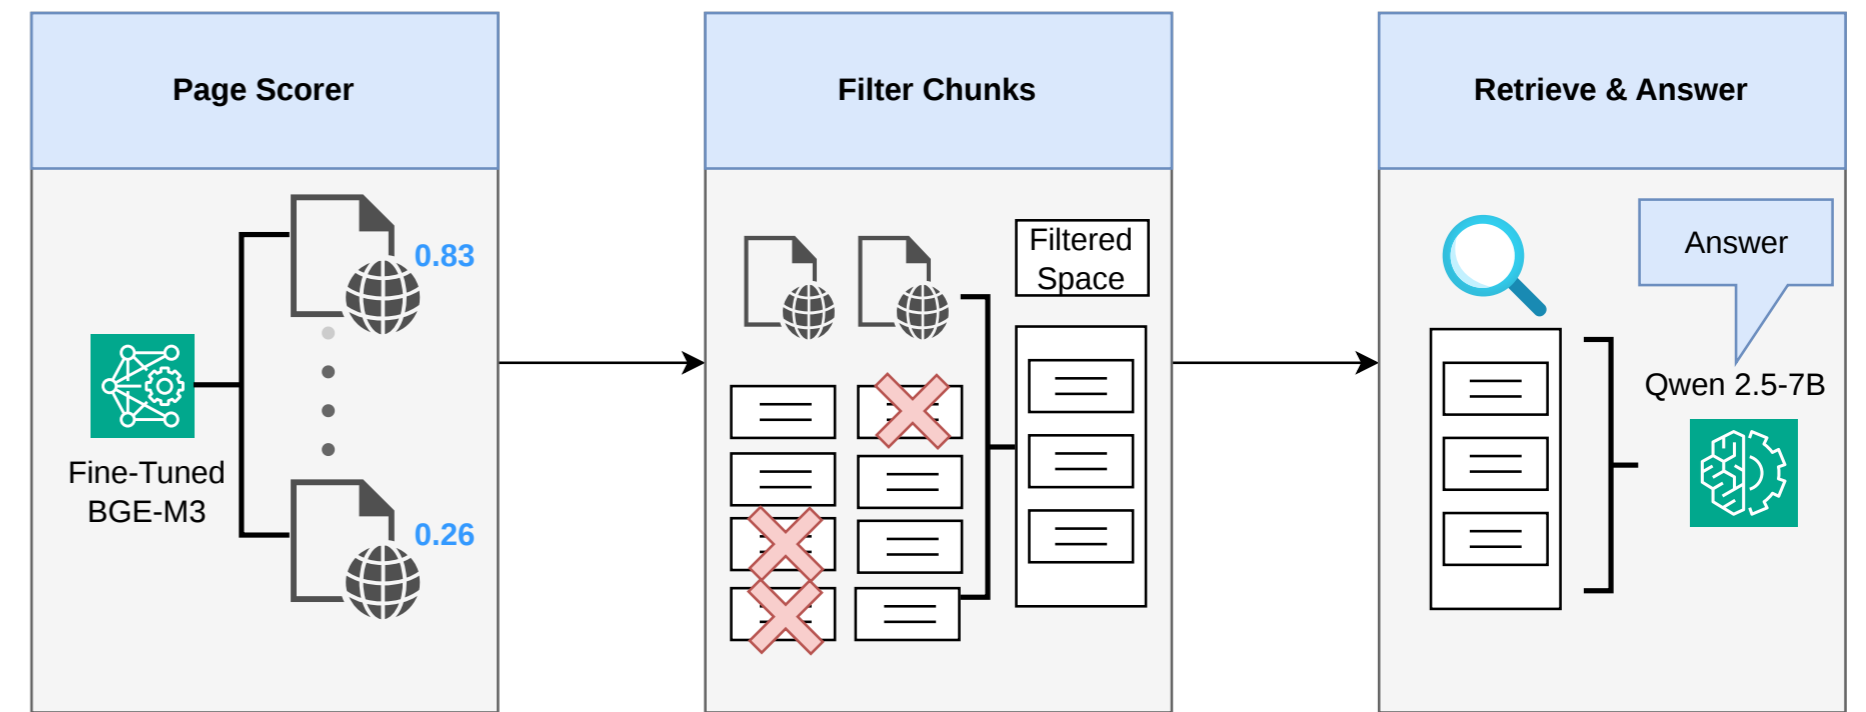 Page Scorer
0.83
Fine-Tuned
BGE-M3
0.26
Filter Chunks
Filtered
Space
Retrieve & Answer
Answer
Qwen 2.5-7B